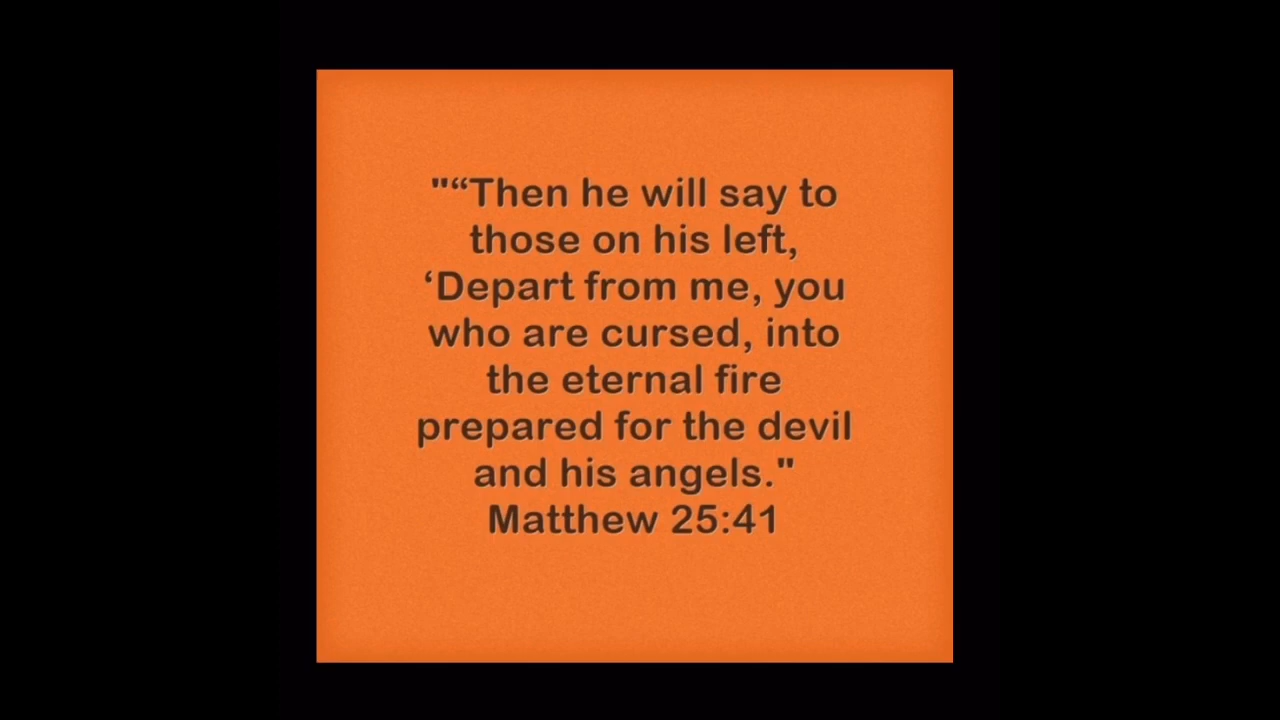 "“Then he will say to
those on his left,
‘Depart from me, you
who are cursed, into
the eternal fire
prepared for the devil
and his angels."
Matthew 25:41